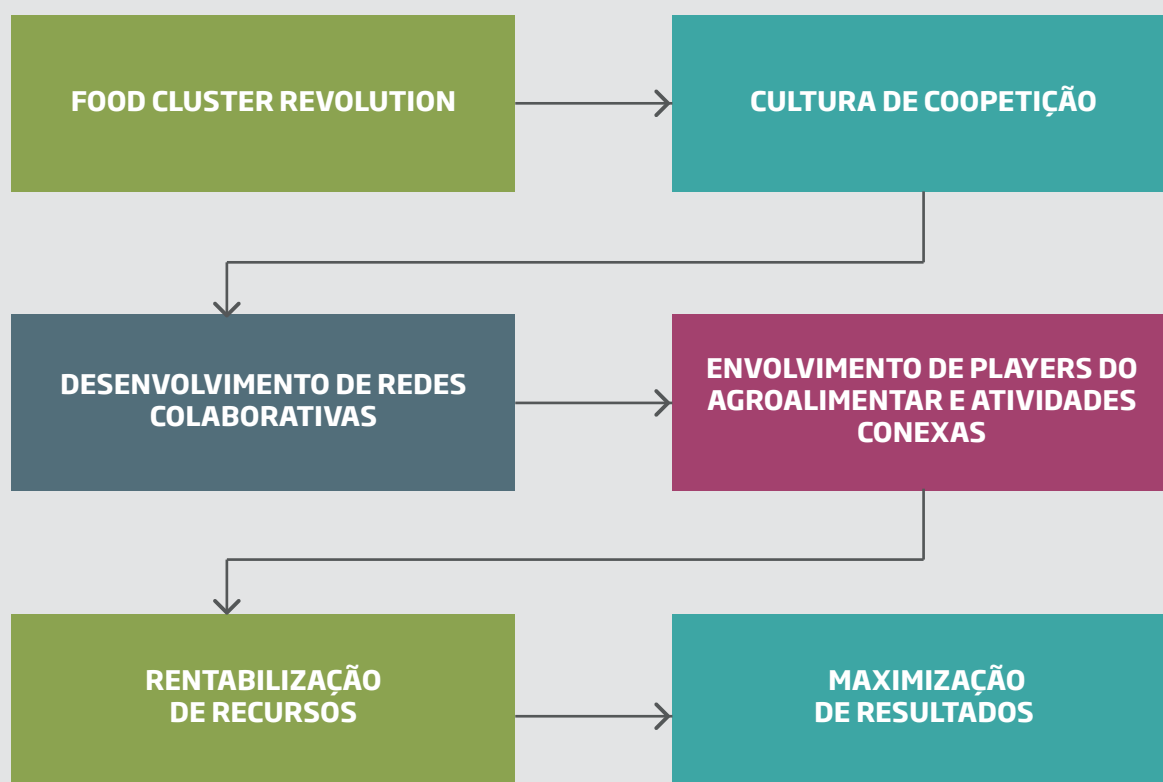 FOOD CLUSTER REVOLUTION
CULTURA DE COOPETIÇÃO
DESENVOLVIMENTO DE REDES
COLABORATIVAS
ENVOLVIMENTO DE PLAYERS DO
AGROALIMENTAR E ATIVIDADES
CONEXAS
RENTABILIZAÇÃO
DE RECURSOS
MAXIMIZAÇÃO
DE RESULTADOS